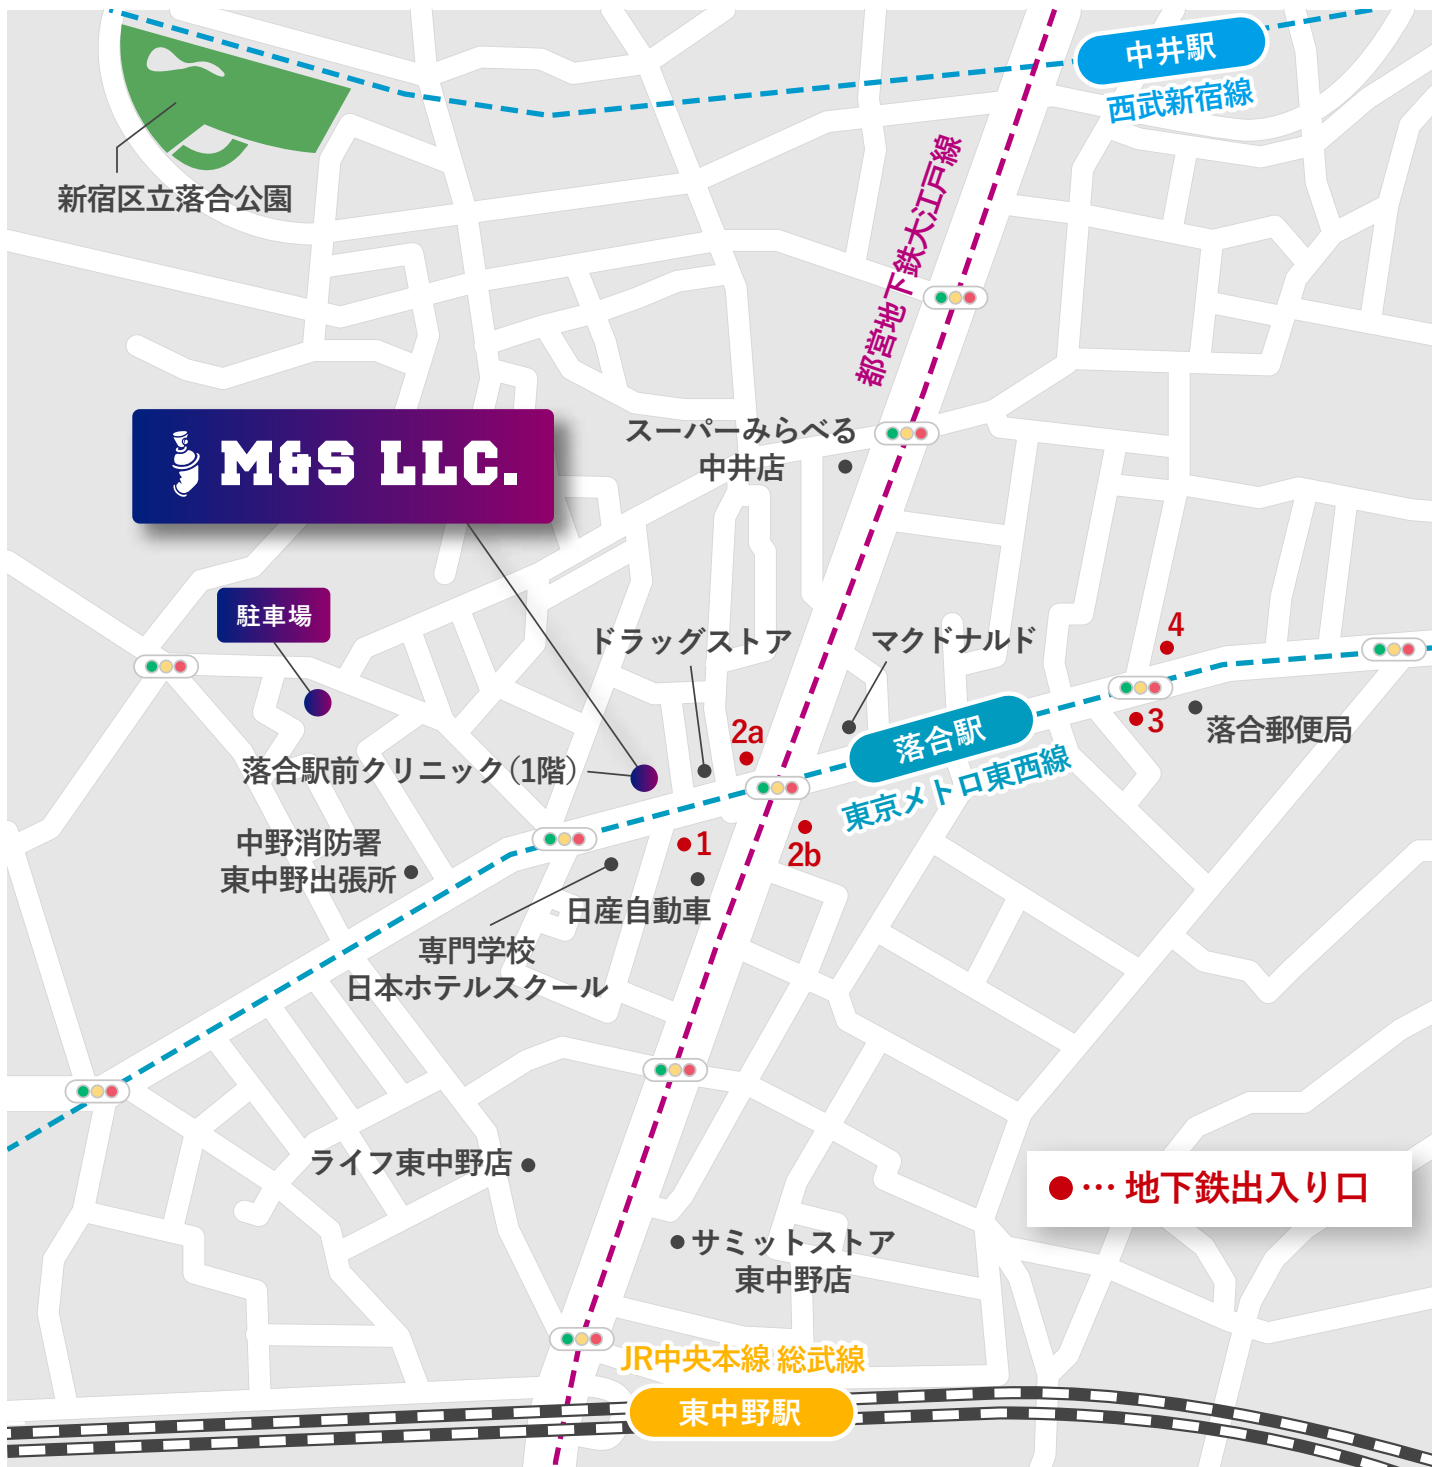 中井駅
西武新宿線
都営地下鉄大江戸線
新宿区立落合公園
スーパーみらべる
中井店
M&S LLC.
駐車場
ドラッグストア
マクドナルド
4
2a
落合駅
東京メトロ東西線
3
落合郵便局
落合駅前クリニック(1階)
中野消防署
東中野出張所
1
2b
日産自動車
専門学校
日本ホテルスクール
ライフ東中野店
●… 地下鉄出入り口
サミットストア
東中野店
JR中央本線 総武線
東中野駅